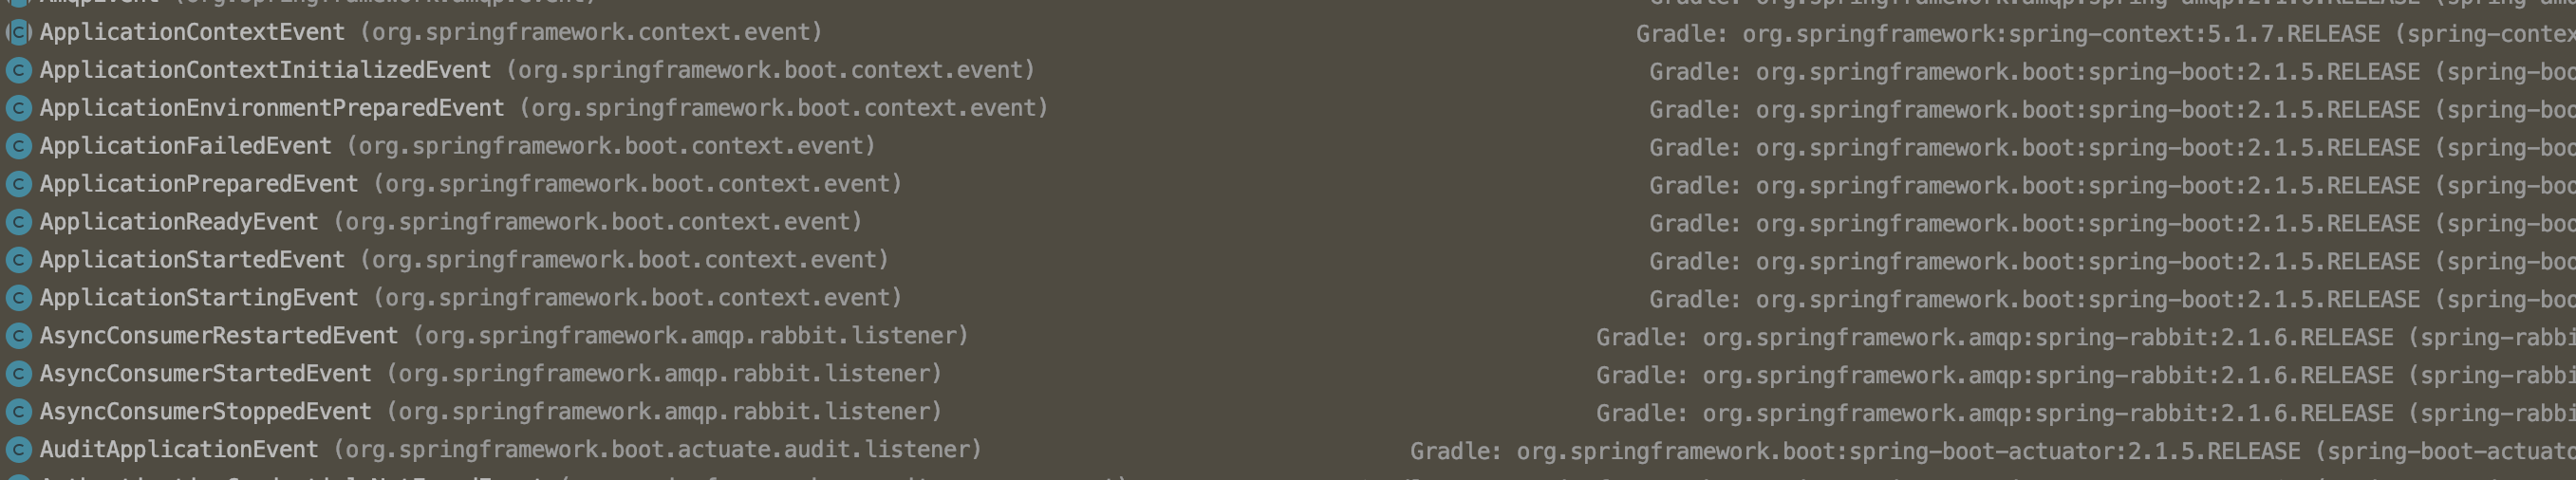 ApplicationContextEvent (org.springframework.context.event) Gradle: org.springframework:spring-context:5.1.7.RELEASE (spring-contex
ApplicationContextInitializedEvent (org.springframework.boot.context.event) Gradle: org.springframework.boot:spring-boot:2.1.5.RELEASE (spring-boo
ApplicationEnvironmentPreparedEvent (org.springframework.boot.context.event) Gradle: org.springframework.boot:spring-boot:2.1.5.RELEASE (spring-boo
ApplicationFailedEvent (org.springframework.boot.context.event) Gradle: org.springframework.boot:spring-boot:2.1.5.RELEASE (spring-boo
ApplicationPreparedEvent (org.springframework.boot.context.event) Gradle: org.springframework.boot:spring-boot:2.1.5.RELEASE (spring-boo
ApplicationReadyEvent (org.springframework.boot.context.event) Gradle: org.springframework.boot:spring-boot:2.1.5.RELEASE (spring-boo
ApplicationStartedEvent (org.springframework.boot.context.event) Gradle: org.springframework.boot:spring-boot:2.1.5.RELEASE (spring-boo
ApplicationStartingEvent (org.springframework.boot.context.event) Gradle: org.springframework.boot:spring-boot:2.1.5.RELEASE (spring-boo
AsyncConsumerRestartedEvent (org.springframework.amqp.rabbit.listener) Gradle: org.springframework.amqp:spring-rabbit:2.1.6.RELEASE (spring-rabbi
AsyncConsumerStartedEvent (org.springframework.amqp.rabbit.listener) Gradle: org.springframework.amqp:spring-rabbit:2.1.6.RELEASE (spring-rabbi
AsyncConsumerStoppedEvent (org.springframework.amqp.rabbit.listener) Gradle: org.springframework.amqp:spring-rabbit:2.1.6.RELEASE (spring-rabbi
AuditApplicationEvent (org.springframework.boot.actuate.audit.listener) Gradle: org.springframework.boot:spring-boot-actuator:2.1.5.RELEASE (spring-boot-actuato